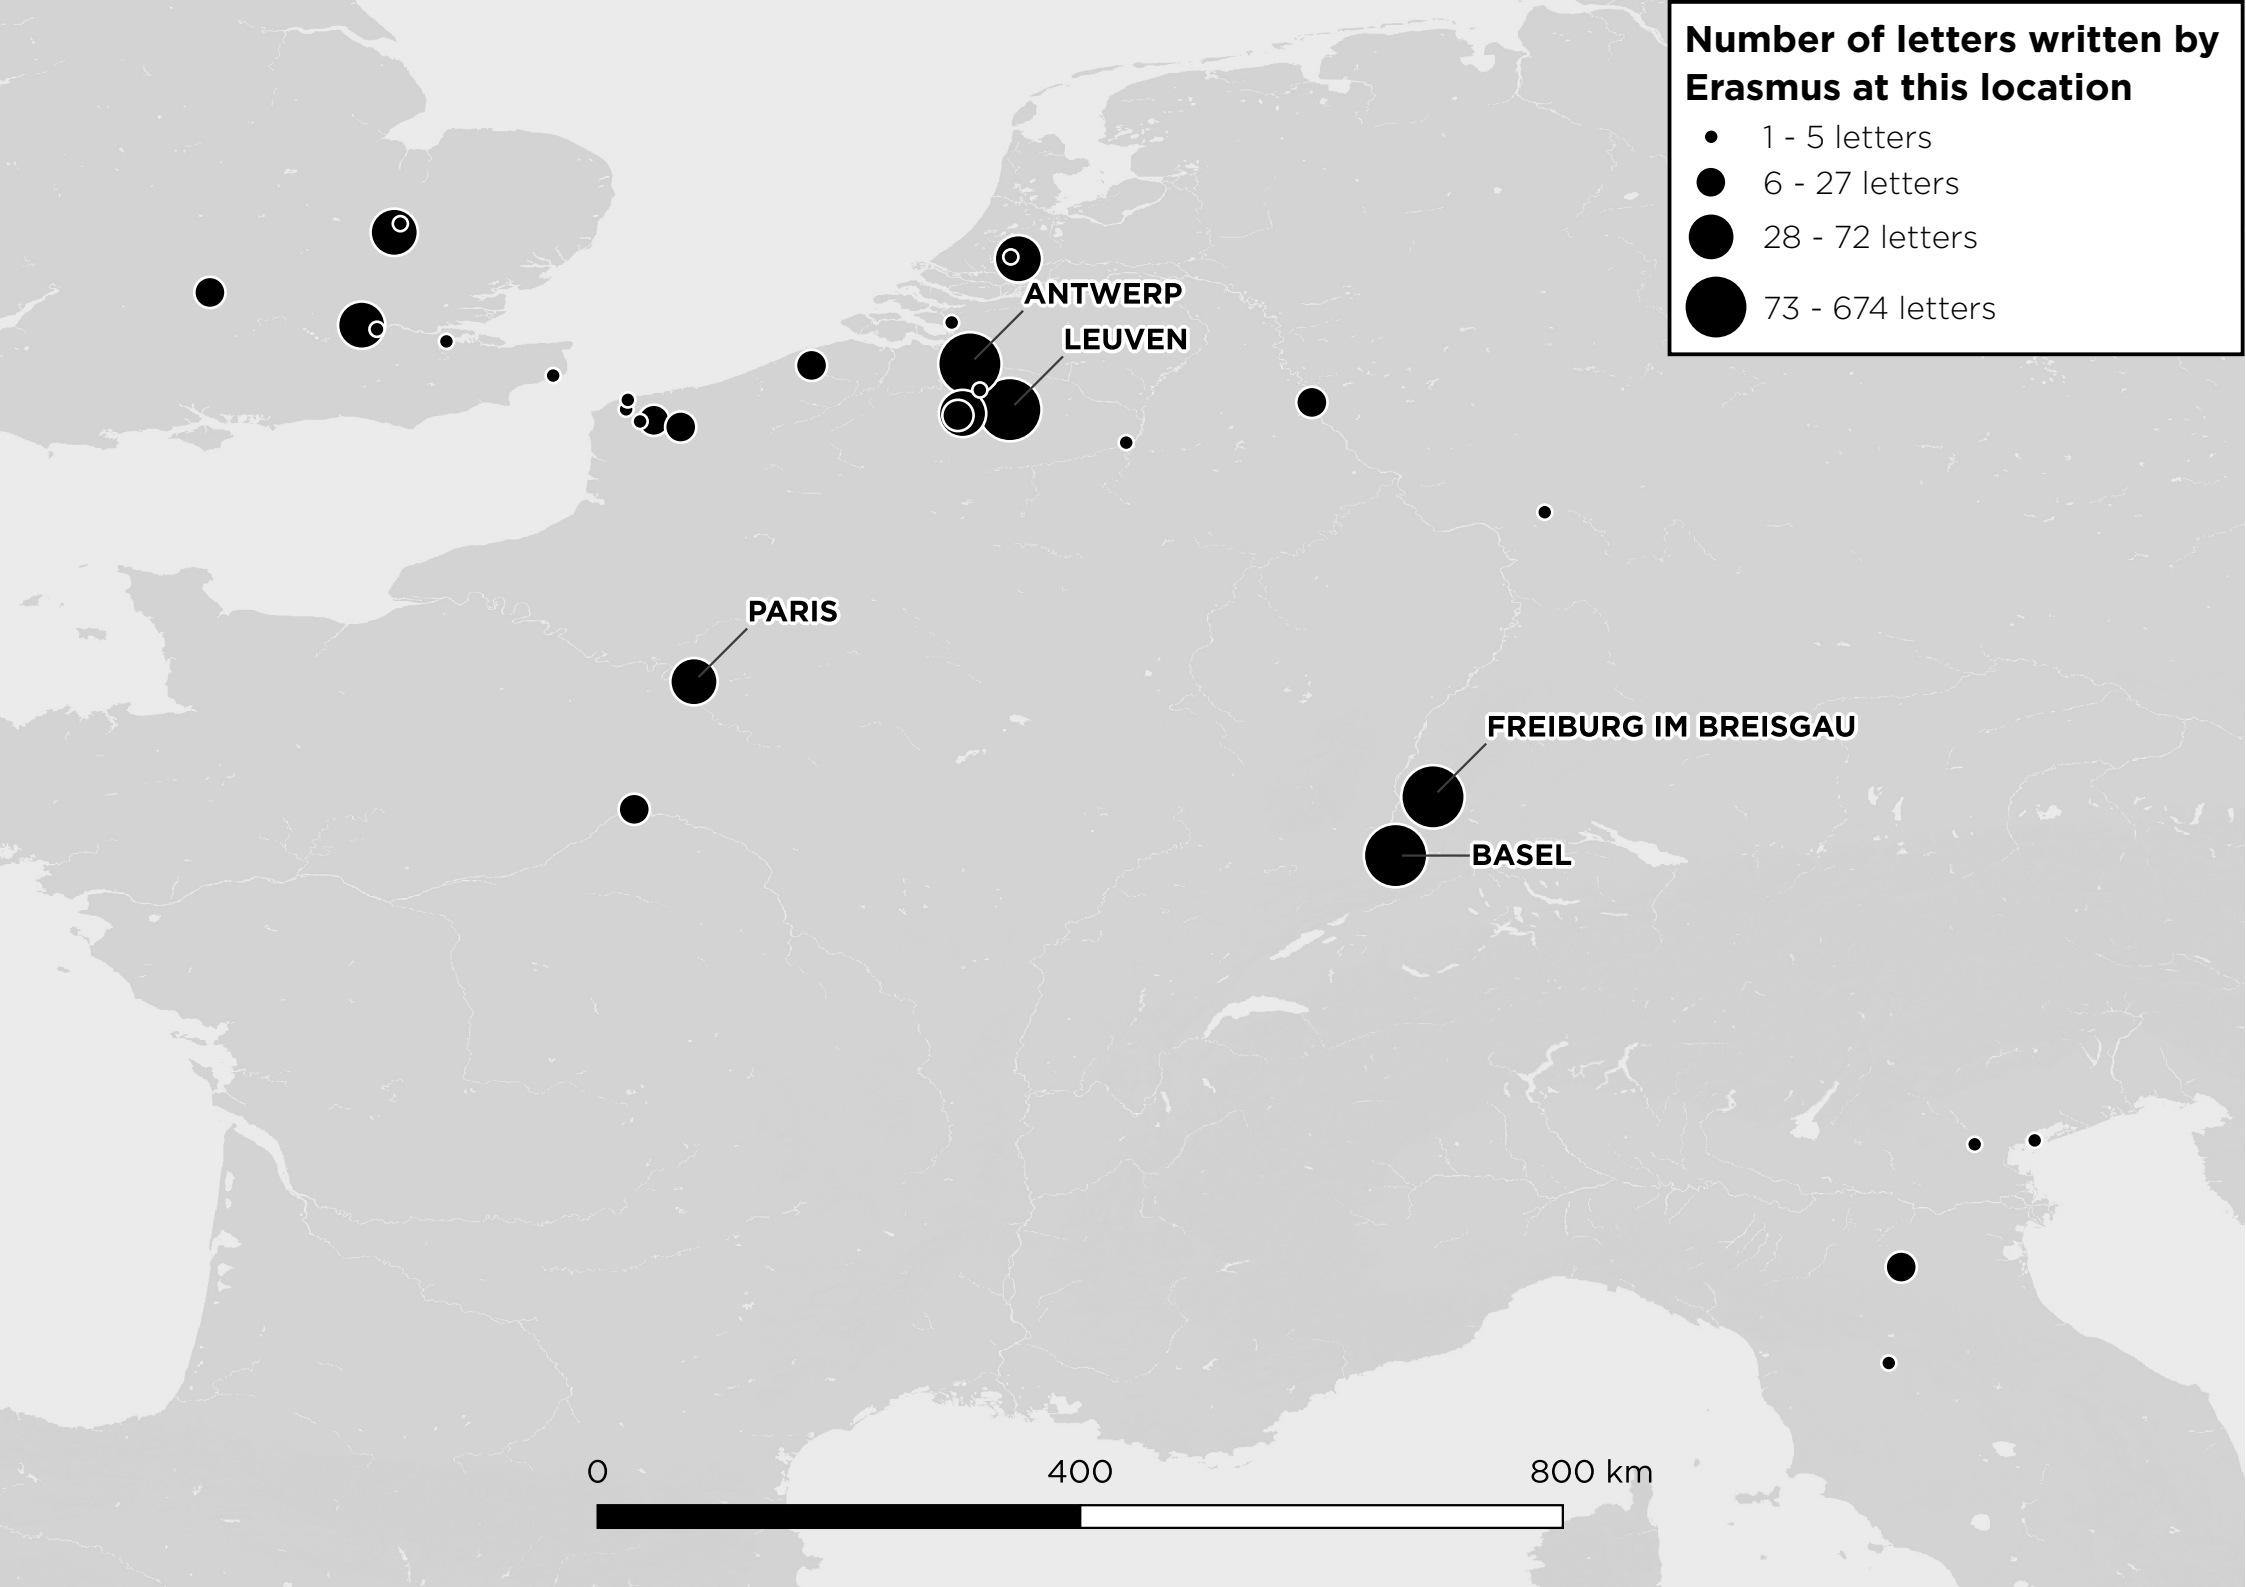 Number of letters written by
Erasmus at this location
1 - 5 letters
6 - 27 letters
28 - 72 letters
73 - 674 letters
ANTWERP
LEUVEN
PARIS
FREIBURG IM BREISGAU
BASEL
0 400 800 km